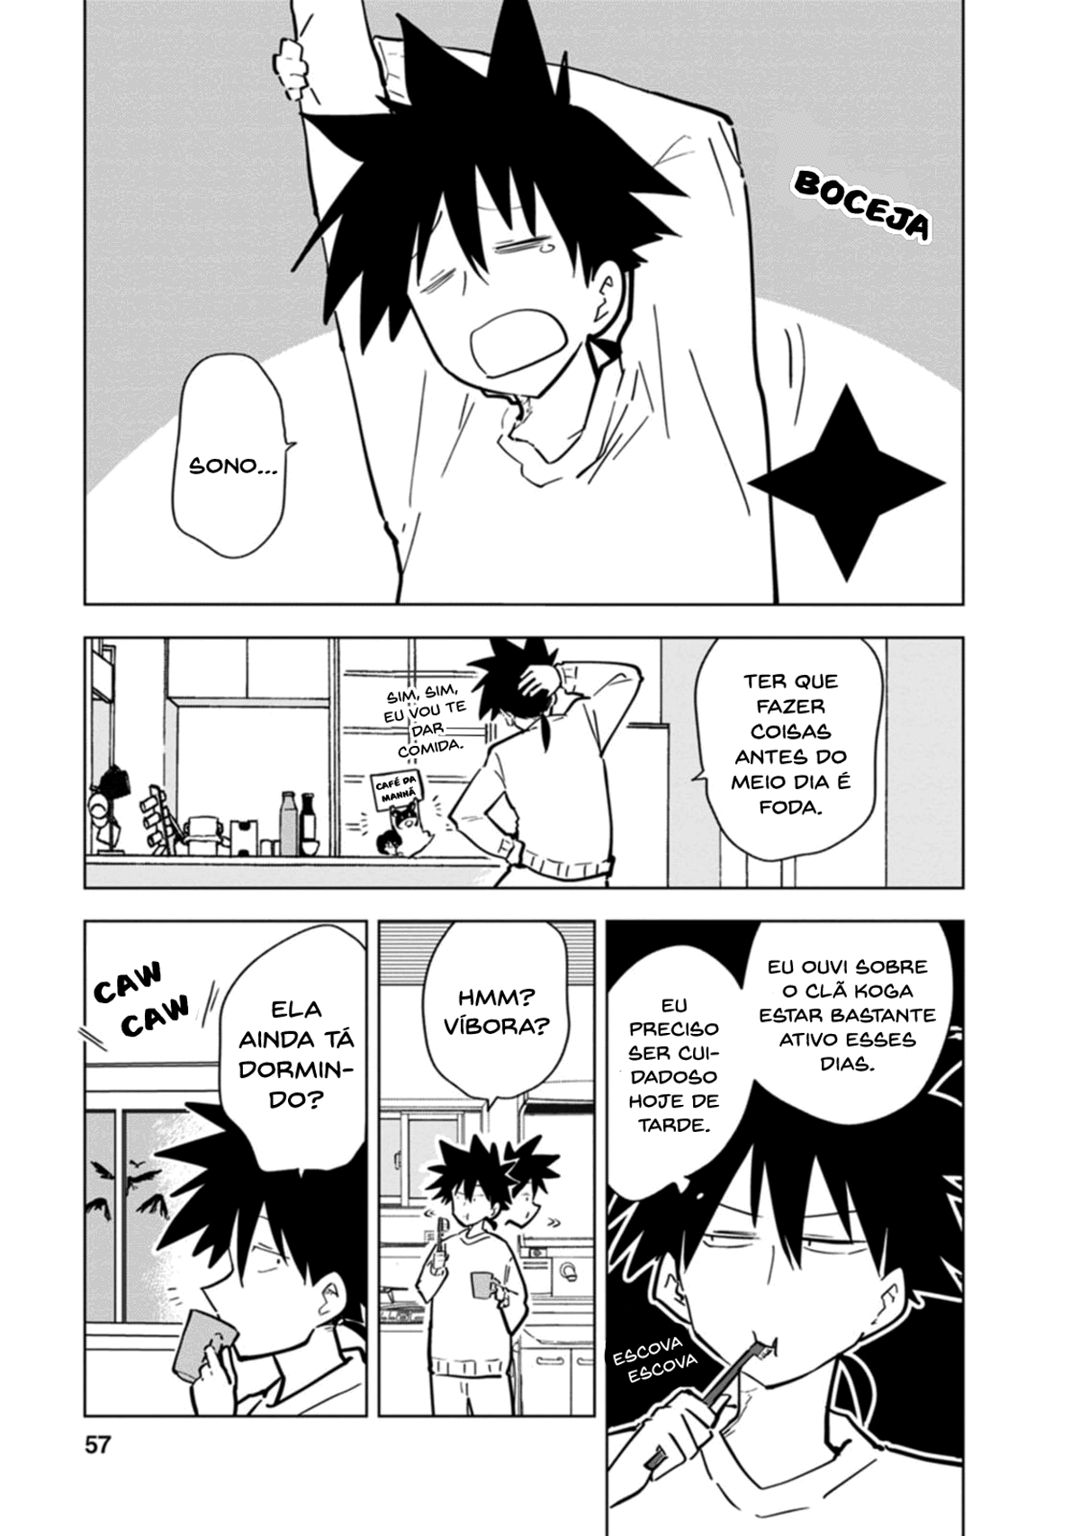 BOCEJA
SONO...
TER QUE
FAZER
COISAS
ANTES DO
MEIO DIA É
FODA.
SIM, SIM,
EU VOU TE
DAR
COMIDA.
CAFÉ DA
MANHÃ
EU OUVI SOBRE
O CLÃ KOGA
ESTAR BASTANTE
ATIVO ESSES
DIAS.
EU
PRECISO
SER CUI-
DADOSO
HOJE DE
TARDE.
ESCOVA
ESCOVA
HMM?
VÍBORA?
ELA
AINDA TÁ
DORMIN-
DO?
CAW
CAW
57